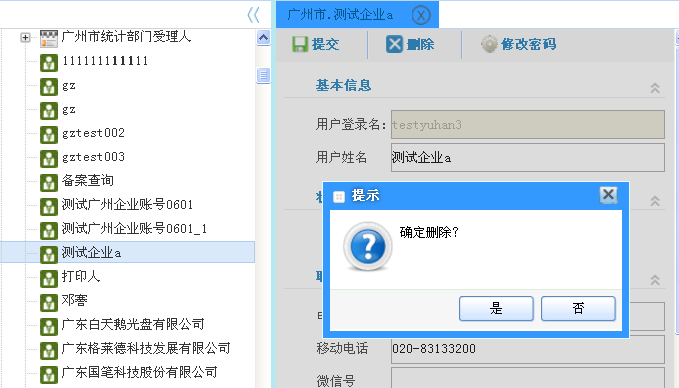 广州市统计部门受理人
111111111111
gz
gz
gztest002
gztest003
备案查询
测试广州企业账号0601
测试广州企业账号0601_1
测试企业a
打印人
邓骞
广东白天鹅光盘有限公司
广东格莱德科技发展有限公司
广东国笔科技股份有限公司
广州市.测试企业a
提交 删除 修改密码
基本信息
用户登录名: testyuhan3
用户姓名 测试企业a
提示
确定删除?
是 否
移动电话 020-83133200
微信号